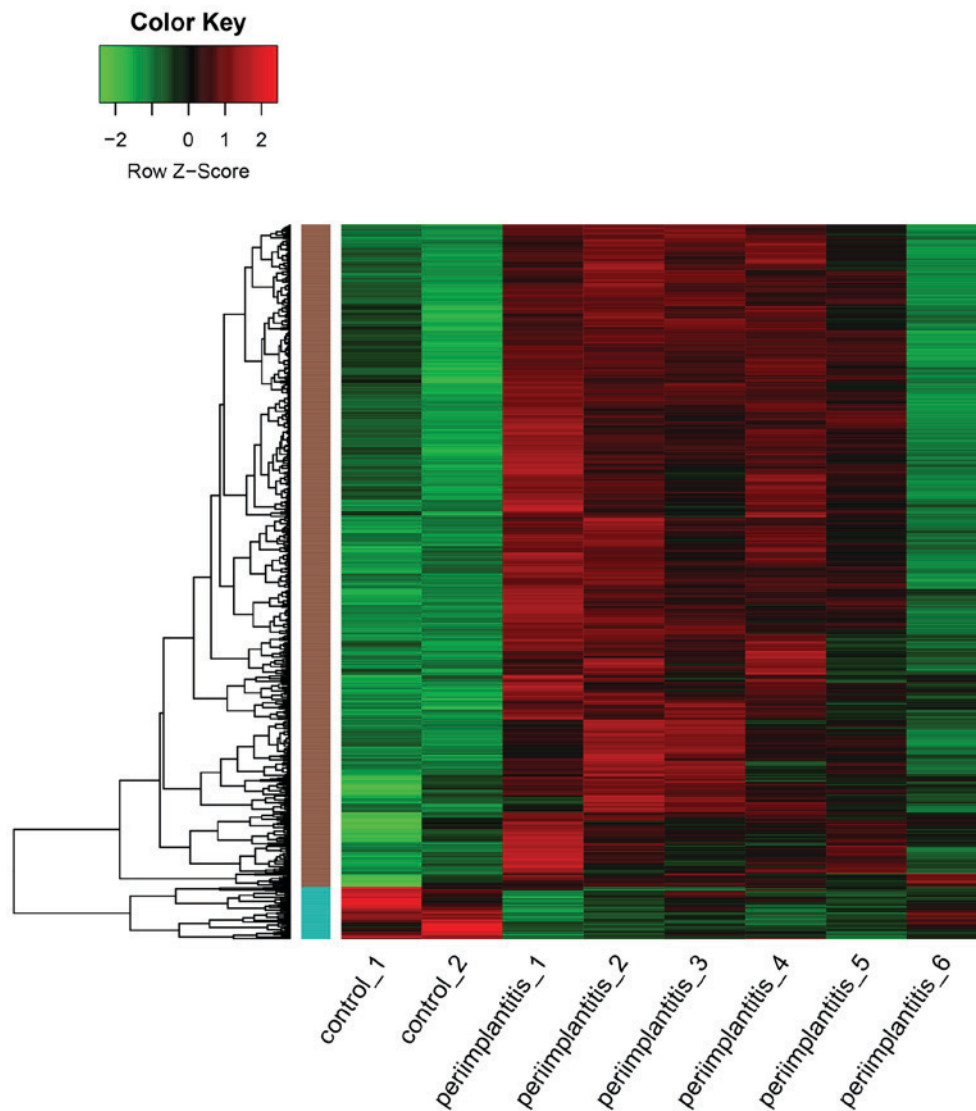 Color Key
−2 0 1 2
Row Z−Score
control_1
control_2
periimplantitis_1
periimplantitis_2
periimplantitis_3
periimplantitis_4
periimplantitis_5
periimplantitis_6